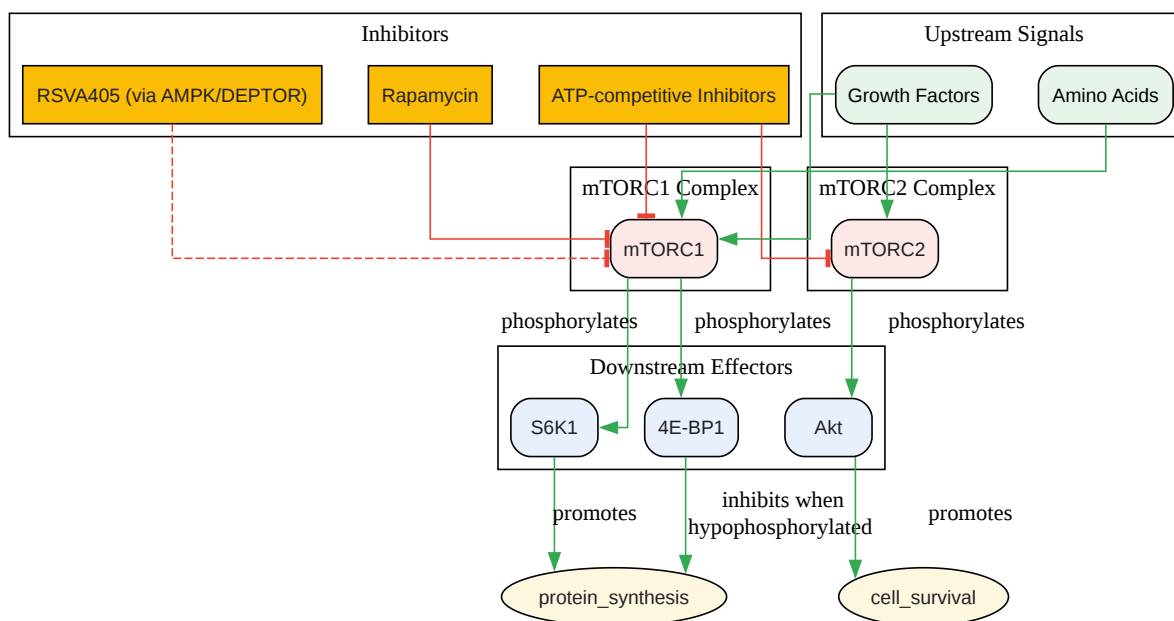 Inhibitors
Upstream Signals
RSVA405 (via AMPK/DEPTOR)
Rapamycin
ATP-competitive Inhibitors
Growth Factors
Amino Acids
mTORC1 Complex
mTORC2 Complex
mTORC1
mTORC2
phosphorylates
phosphorylates
phosphorylates
Downstream Effectors
S6K1
4E-BP1
Akt
promotes
inhibits when
hypophosphorylated
promotes
protein_synthesis
cell_survival